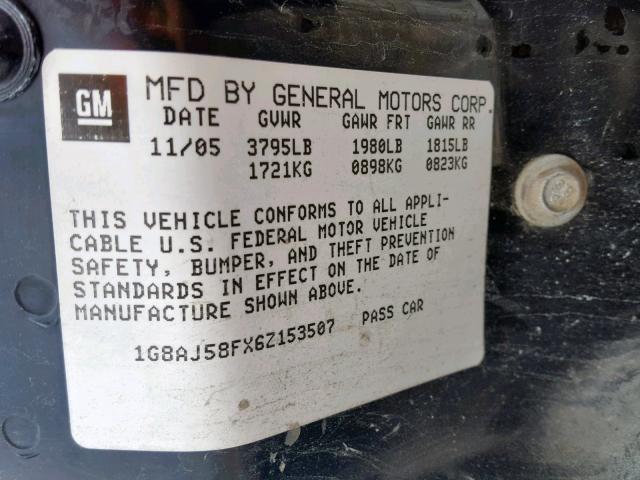 GM
MFD BY GENERAL MOTORS CORP.
DATE GVWR GAWR FRT GAWR RR
11/05 3795LB 1980LB 1815LB
1721KG 0898KG 0823KG
THIS VEHICLE CONFORMS TO ALL APPLI-
CABLE U.S. FEDERAL MOTOR VEHICLE
SAFETY, BUMPER, AND THEFT PREVENTION
STANDARDS IN EFFECT ON THE DATE OF
MANUFACTURE SHOWN ABOVE.
1G8AJ58FX6Z153507 PASS CAR